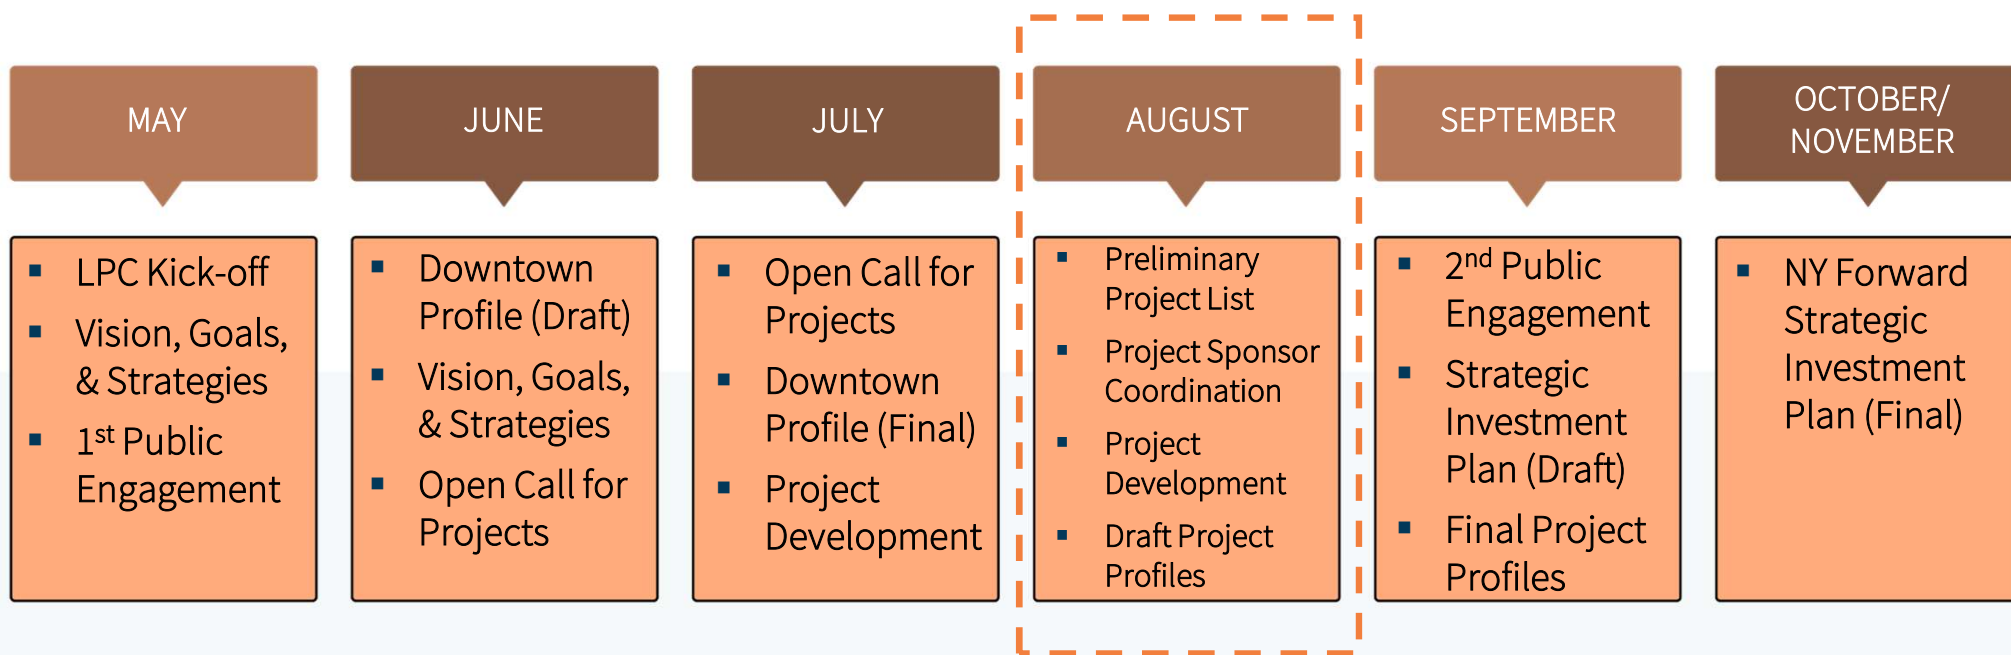 MAY
LPC Kick-off
Vision, Goals,
& Strategies
1st Public
Engagement
JUNE
Downtown
Profile (Draft)
Vision, Goals,
& Strategies
Open Call for
Projects
JULY
Open Call for
Projects
Downtown
Profile (Final)
Project
Development
AUGUST
Preliminary
Project List
Project Sponsor
Coordination
Project
Development
Draft Project
Profiles
SEPTEMBER
2nd Public
Engagement
Strategic
Investment
Plan (Draft)
Final Project
Profiles
OCTOBER/
NOVEMBER
NY Forward
Strategic
Investment
Plan (Final)